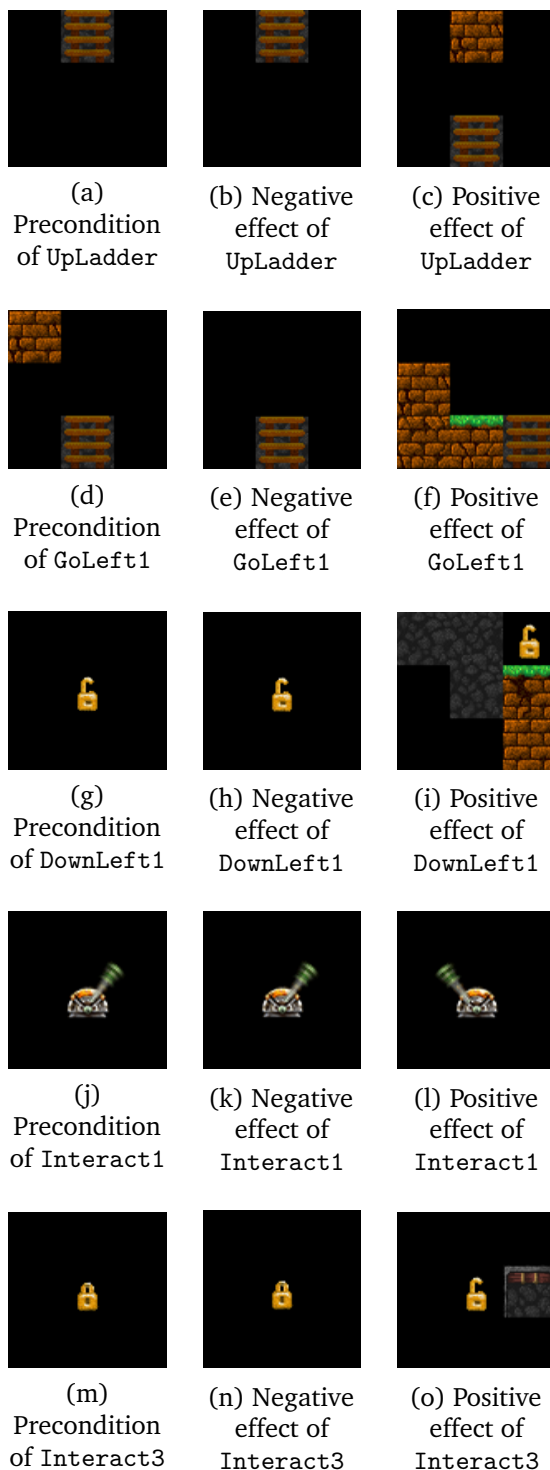 (a)
Precondition
of UpLadder
(b) Negative
effect of
UpLadder
(c) Positive
effect of
UpLadder
(d)
Precondition
of GoLeft1
(e) Negative
effect of
GoLeft1
(f) Positive
effect of
GoLeft1
(g)
Precondition
of DownLeft1
(h) Negative
effect of
DownLeft1
(i) Positive
effect of
DownLeft1
(j)
Precondition
of Interact1
(k) Negative
effect of
Interact1
(l) Positive
effect of
Interact1
(m)
Precondition
of Interact3
(n) Negative
effect of
Interact3
(o) Positive
effect of
Interact3